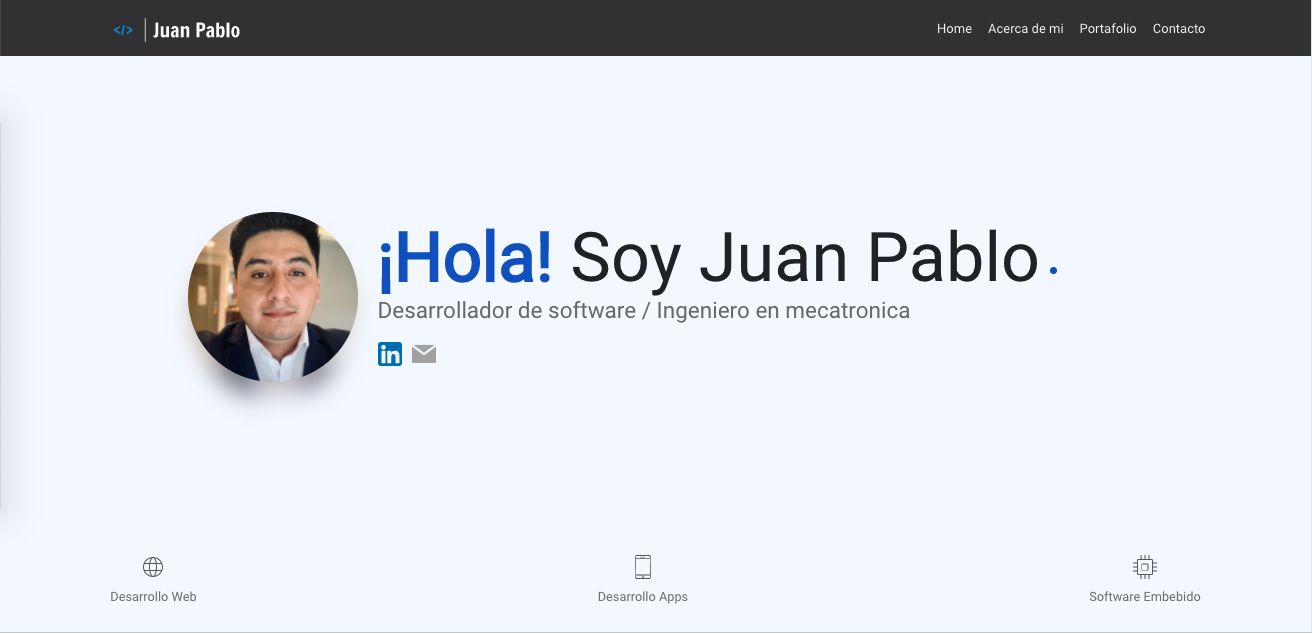 </> Juan Pablo
Home Acerca de mi Portafolio Contacto
¡Hola! Soy Juan Pablo.
Desarrollador de software / Ingeniero en mecatronica
in
Desarrollo Web
Desarrollo Apps
Software Embebido